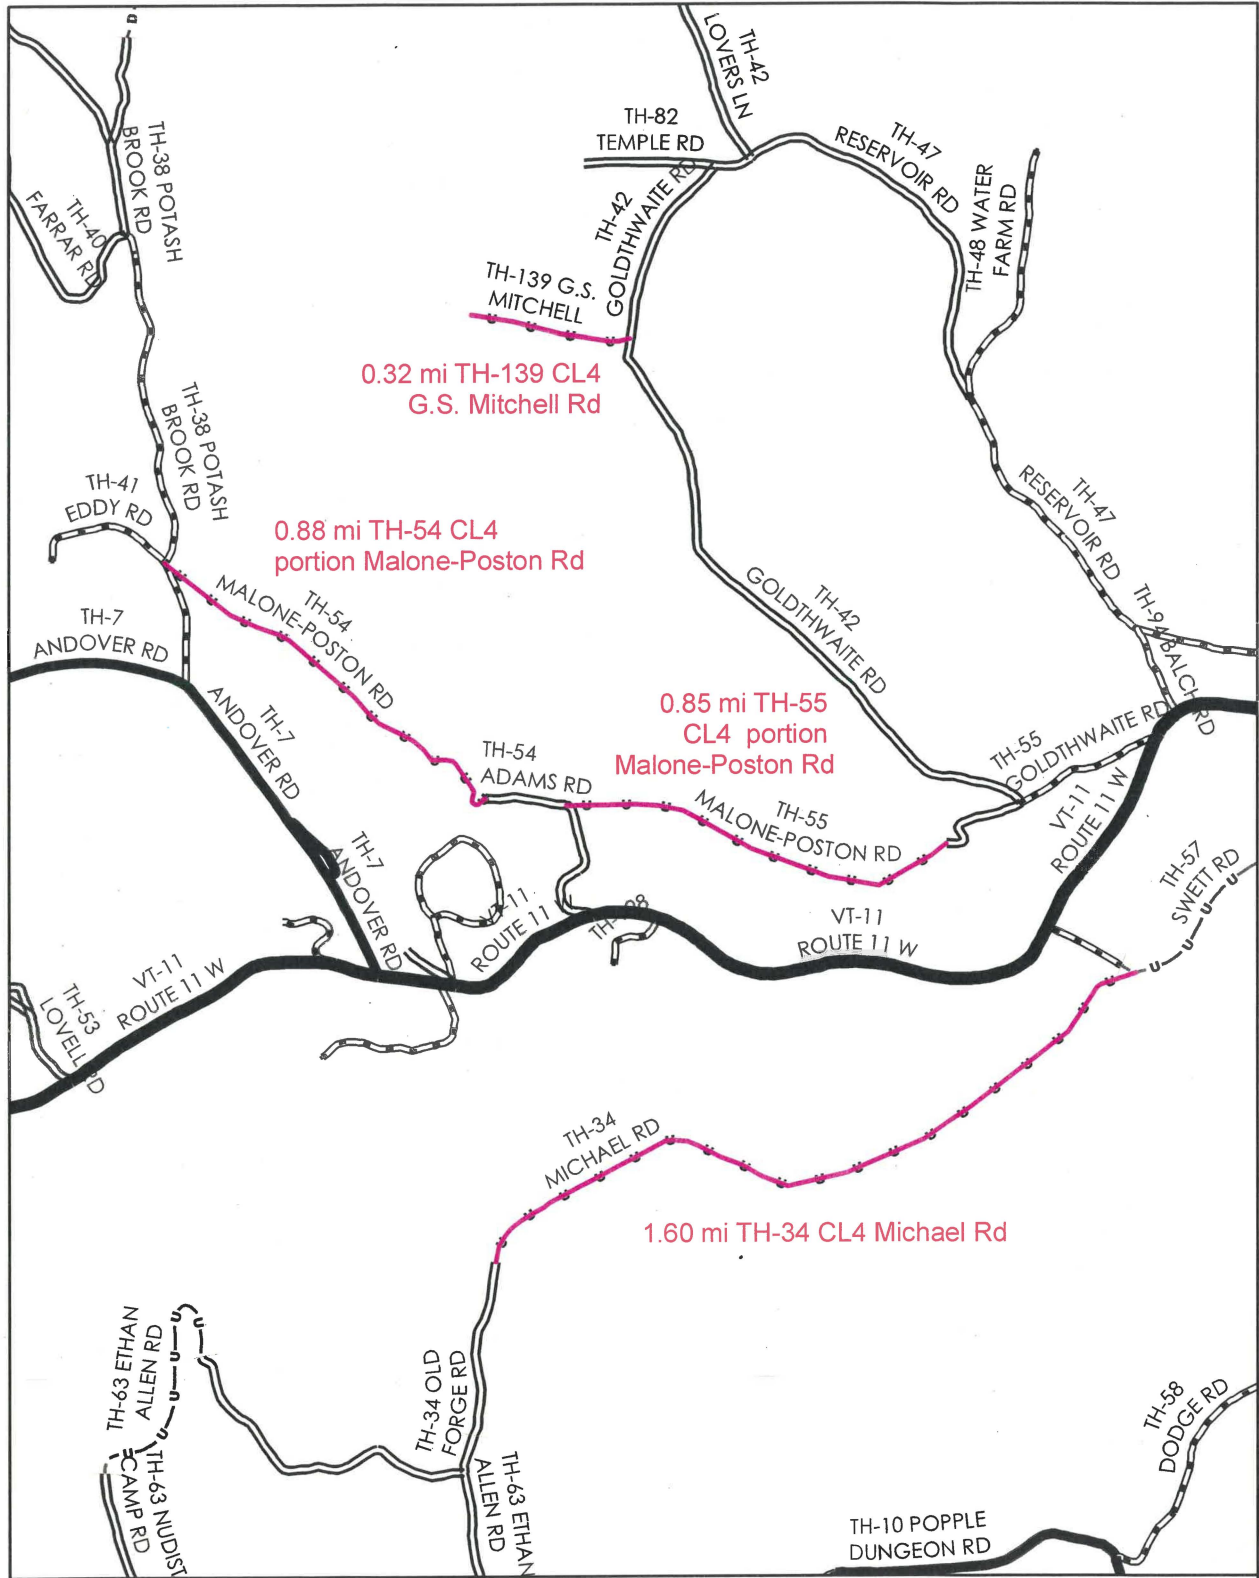 TH-42
LOVERS LN
TH-82
TEMPLE RD
TH-47
RESERVOIR RD
TH-38 POTASH
BROOK RD
TH-48 WATER
FARM RD
TH-40
FARRAR RD
TH-42
GOLDTHWAITE RD
TH-139 G.S.
MITCHELL
0.32 mi TH-139 CL4
G.S. Mitchell Rd
TH-38 POTASH
BROOK RD
TH-41
EDDY RD
TH-47
RESERVOIR RD
0.88 mi TH-54 CL4
portion Malone-Poston Rd
TH-54
MALONE-POSTON RD
TH-42
GOLDTHWAITE RD
TH-7
ANDOVER RD
TH-94
BALCH RD
TH-7
ANDOVER RD
0.85 mi TH-55
CL4 portion
Malone-Poston Rd
TH-55
GOLDTHWAITE RD
TH-54
ADAMS RD
TH-55
MALONE-POSTON RD
VT-11
ROUTE 11 W
TH-7
ANDOVER RD
TH-57
SWETT RD
VT-11
ROUTE 11
VT-11
ROUTE 11 W
VT-11
ROUTE 11 W
TH-53
LOVELL RD
TH-34
MICHAEL RD
1.60 mi TH-34 CL4 Michael Rd
TH-63 ETHAN
ALLEN RD
TH-34 OLD
FORGE RD
TH-58
DODGE RD
TH-63 NUDIST
CAMP RD
TH-63 ETHAN
ALLEN RD
TH-10 POPPLE
DUNGEON RD